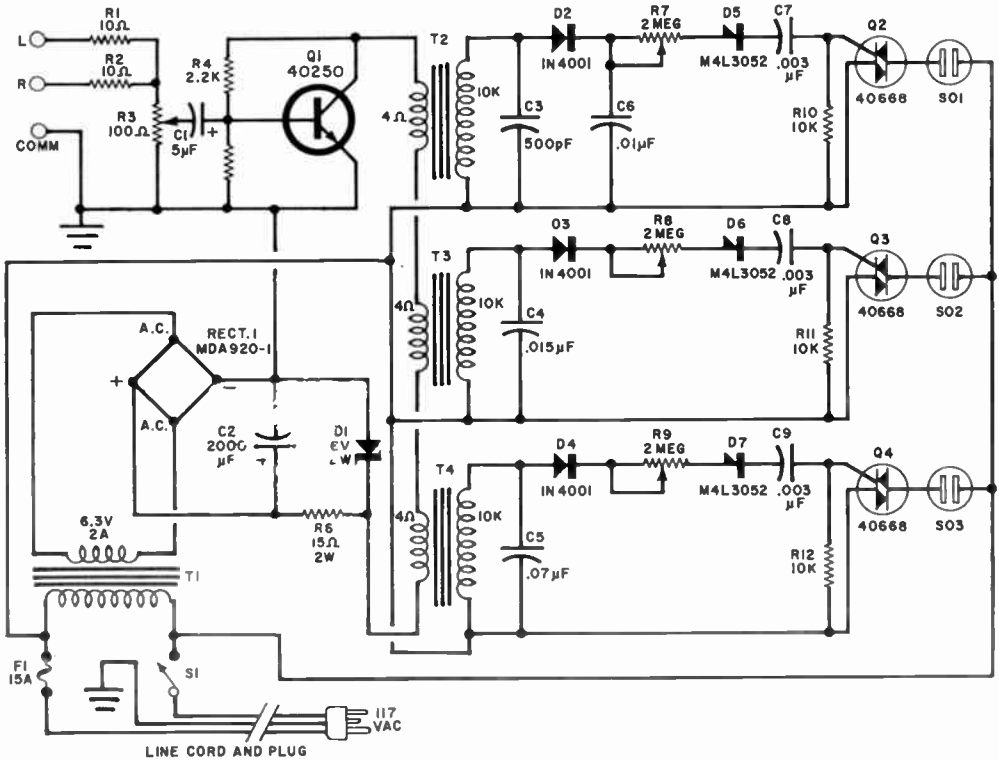 L
R1
10Ω
R
R2
10Ω
R3
100Ω
COMM
C1
5µF
+
R4
2.2K
Q1
40250
T2
4Ω
10K
D2
IN4001
R7
2 MEG
D5
M4L3052
C7
.003
µF
Q2
40668
SO1
C3
500pF
C6
.01µF
R10
10K
T3
4Ω
10K
D3
IN4001
R8
2 MEG
D6
M4L3052
C8
.003
µF
Q3
40668
SO2
C4
.015µF
R11
10K
A.C.
RECT.1
MDA920-1
+
−
A.C.
C2
2000
µF
+
D1
R6
15Ω
2W
T4
4Ω
10K
D4
IN4001
R9
2 MEG
D7
M4L3052
C9
.003
µF
Q4
40668
SO3
C5
.07µF
R12
10K
6.3V
2A
T1
F1
15A
S1
117
VAC
LINE CORD AND PLUG